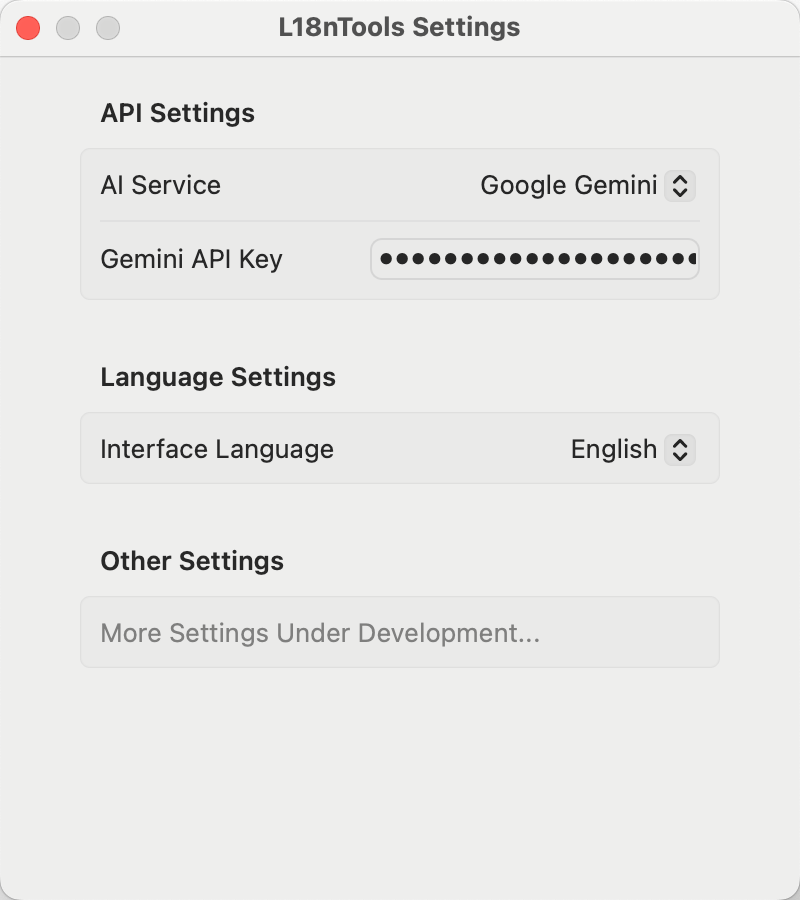 L18nTools Settings
API Settings
AI Service
Google Gemini
Gemini API Key
Language Settings
Interface Language
English
Other Settings
More Settings Under Development...